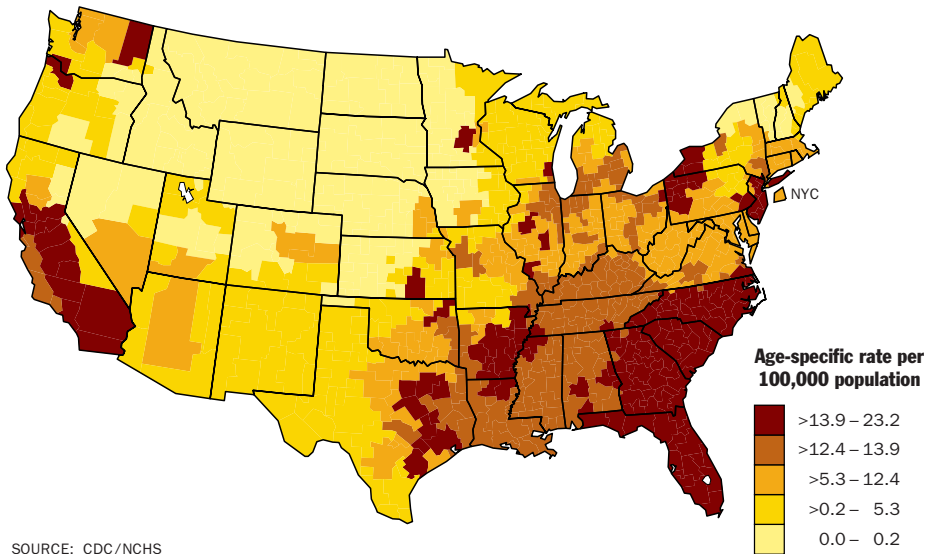 NYC
Age-specific rate per
100,000 population
>13.9 – 23.2
>12.4 – 13.9
>5.3 – 12.4
>0.2 – 5.3
0.0 – 0.2
SOURCE: CDC/NCHS